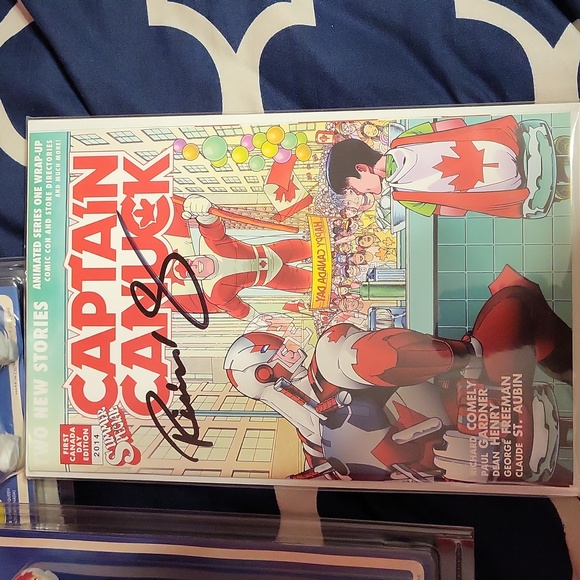 TWO NEW STORIES
ANIMATED SERIES ONE WRAP-UP
COMIC CON AND STORE DIRECTORIES
AND MUCH MORE!
CAPTAIN
CANUCK
FIRST
CANADA
DAY
EDITION
2014
SUMMER
SPECIAL
HAPPY CANADA DAY
RICHARD COMELY
PAUL GARDNER
DEAN HENRY
GEORGE FREEMAN
CLAUDE ST. AUBIN